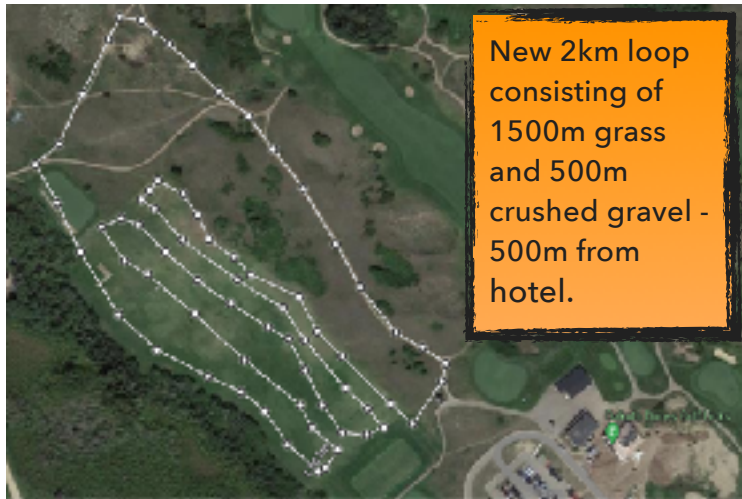 New 2km loop
consisting of
1500m grass
and 500m
crushed gravel -
500m from
hotel.